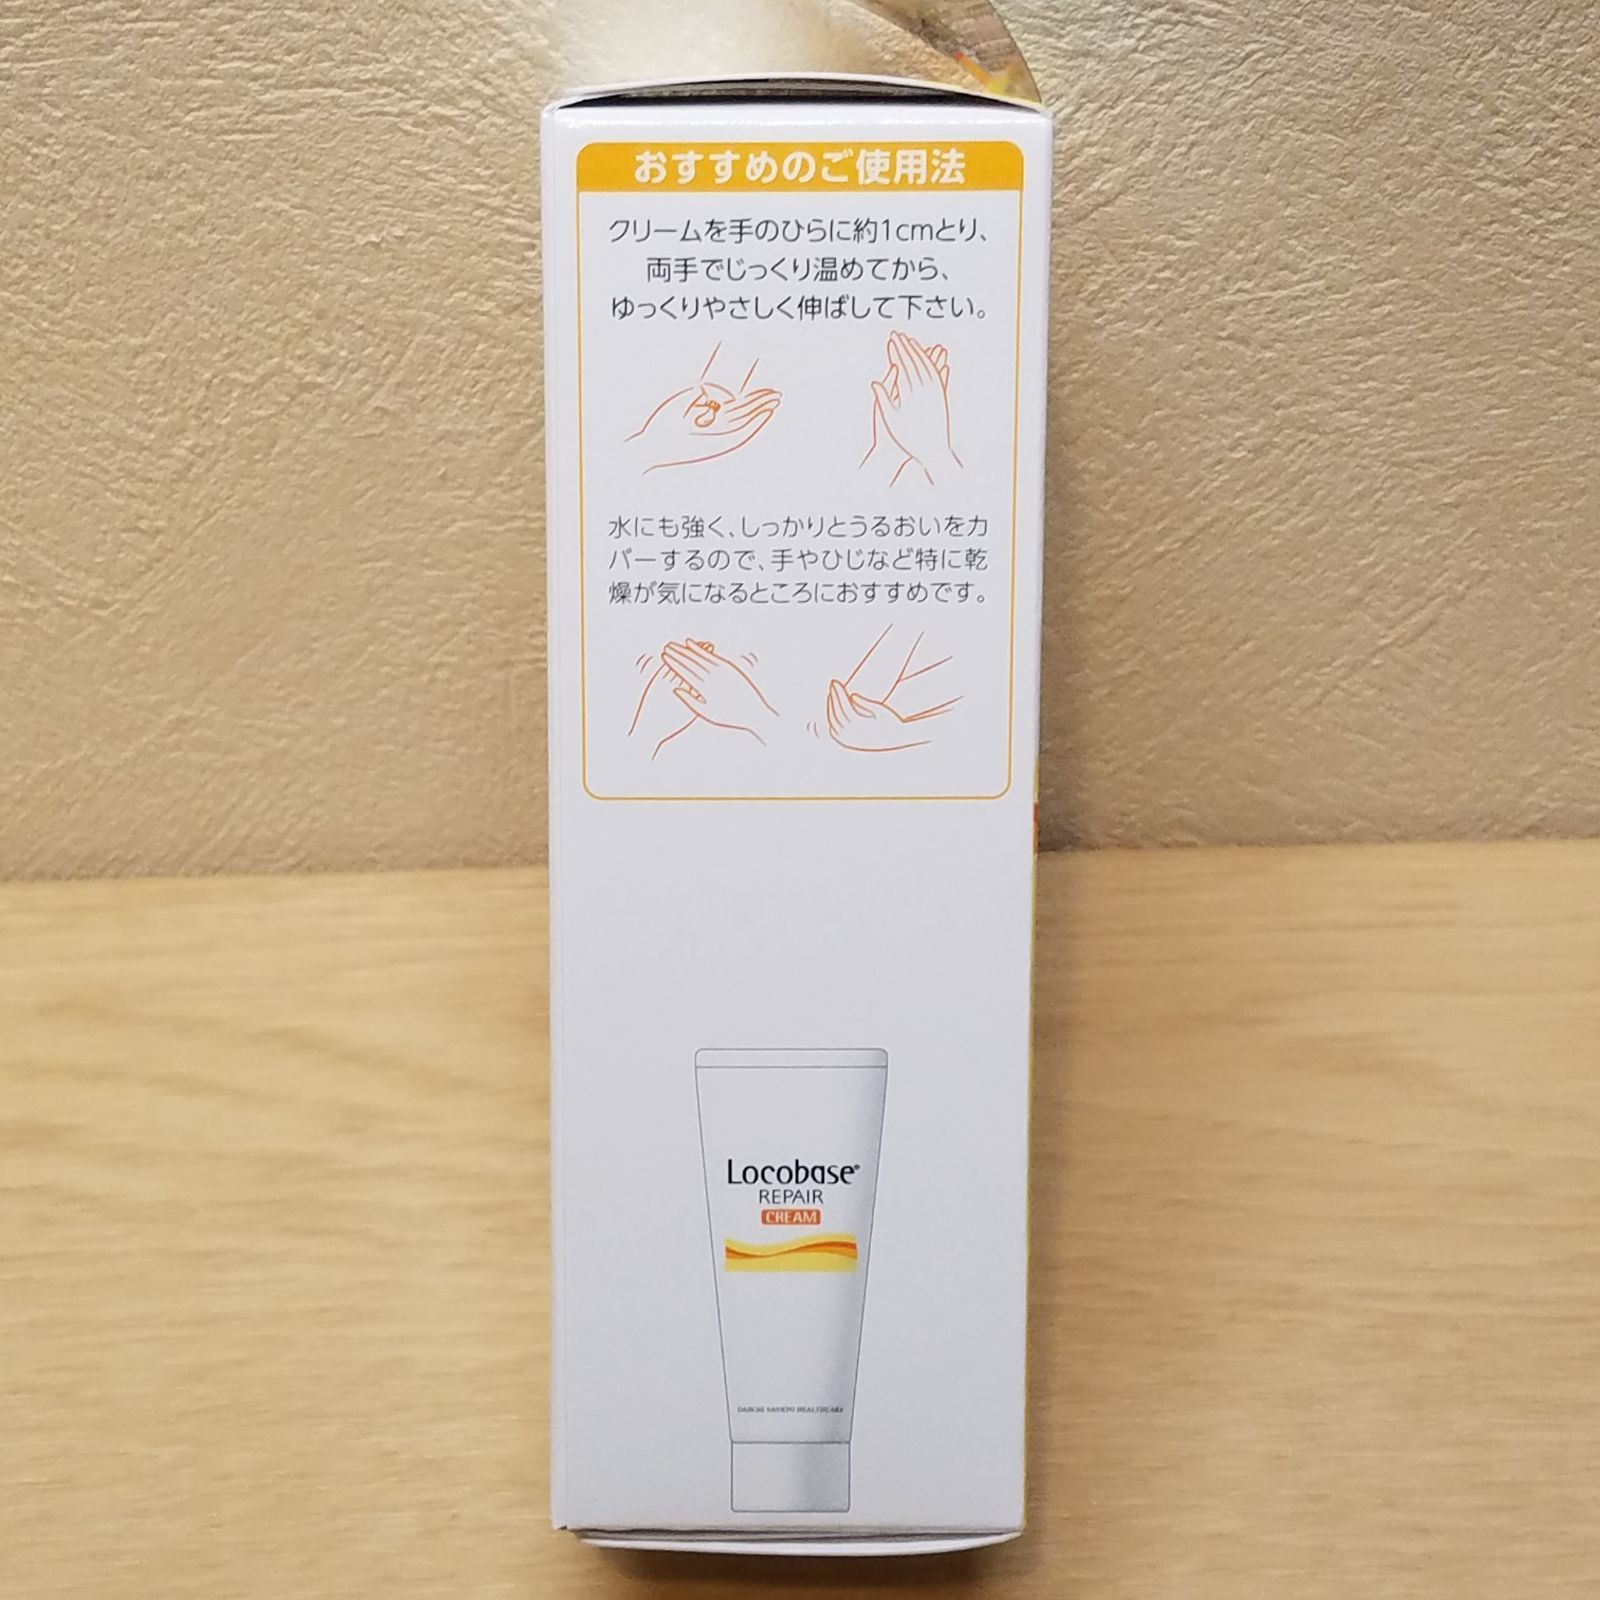 おすすめのご使用法
クリームを手のひらに約1cmとり、
両手でじっくり温めてから、
ゆっくりやさしく伸ばして下さい。
水にも強く、しっかりとうるおいをカ
バーするので、手やひじなど特に乾
燥が気になるところにおすすめです。
Locobase®
REPAIR
CREAM
DAIICHI SANKYO HEALTHCARE